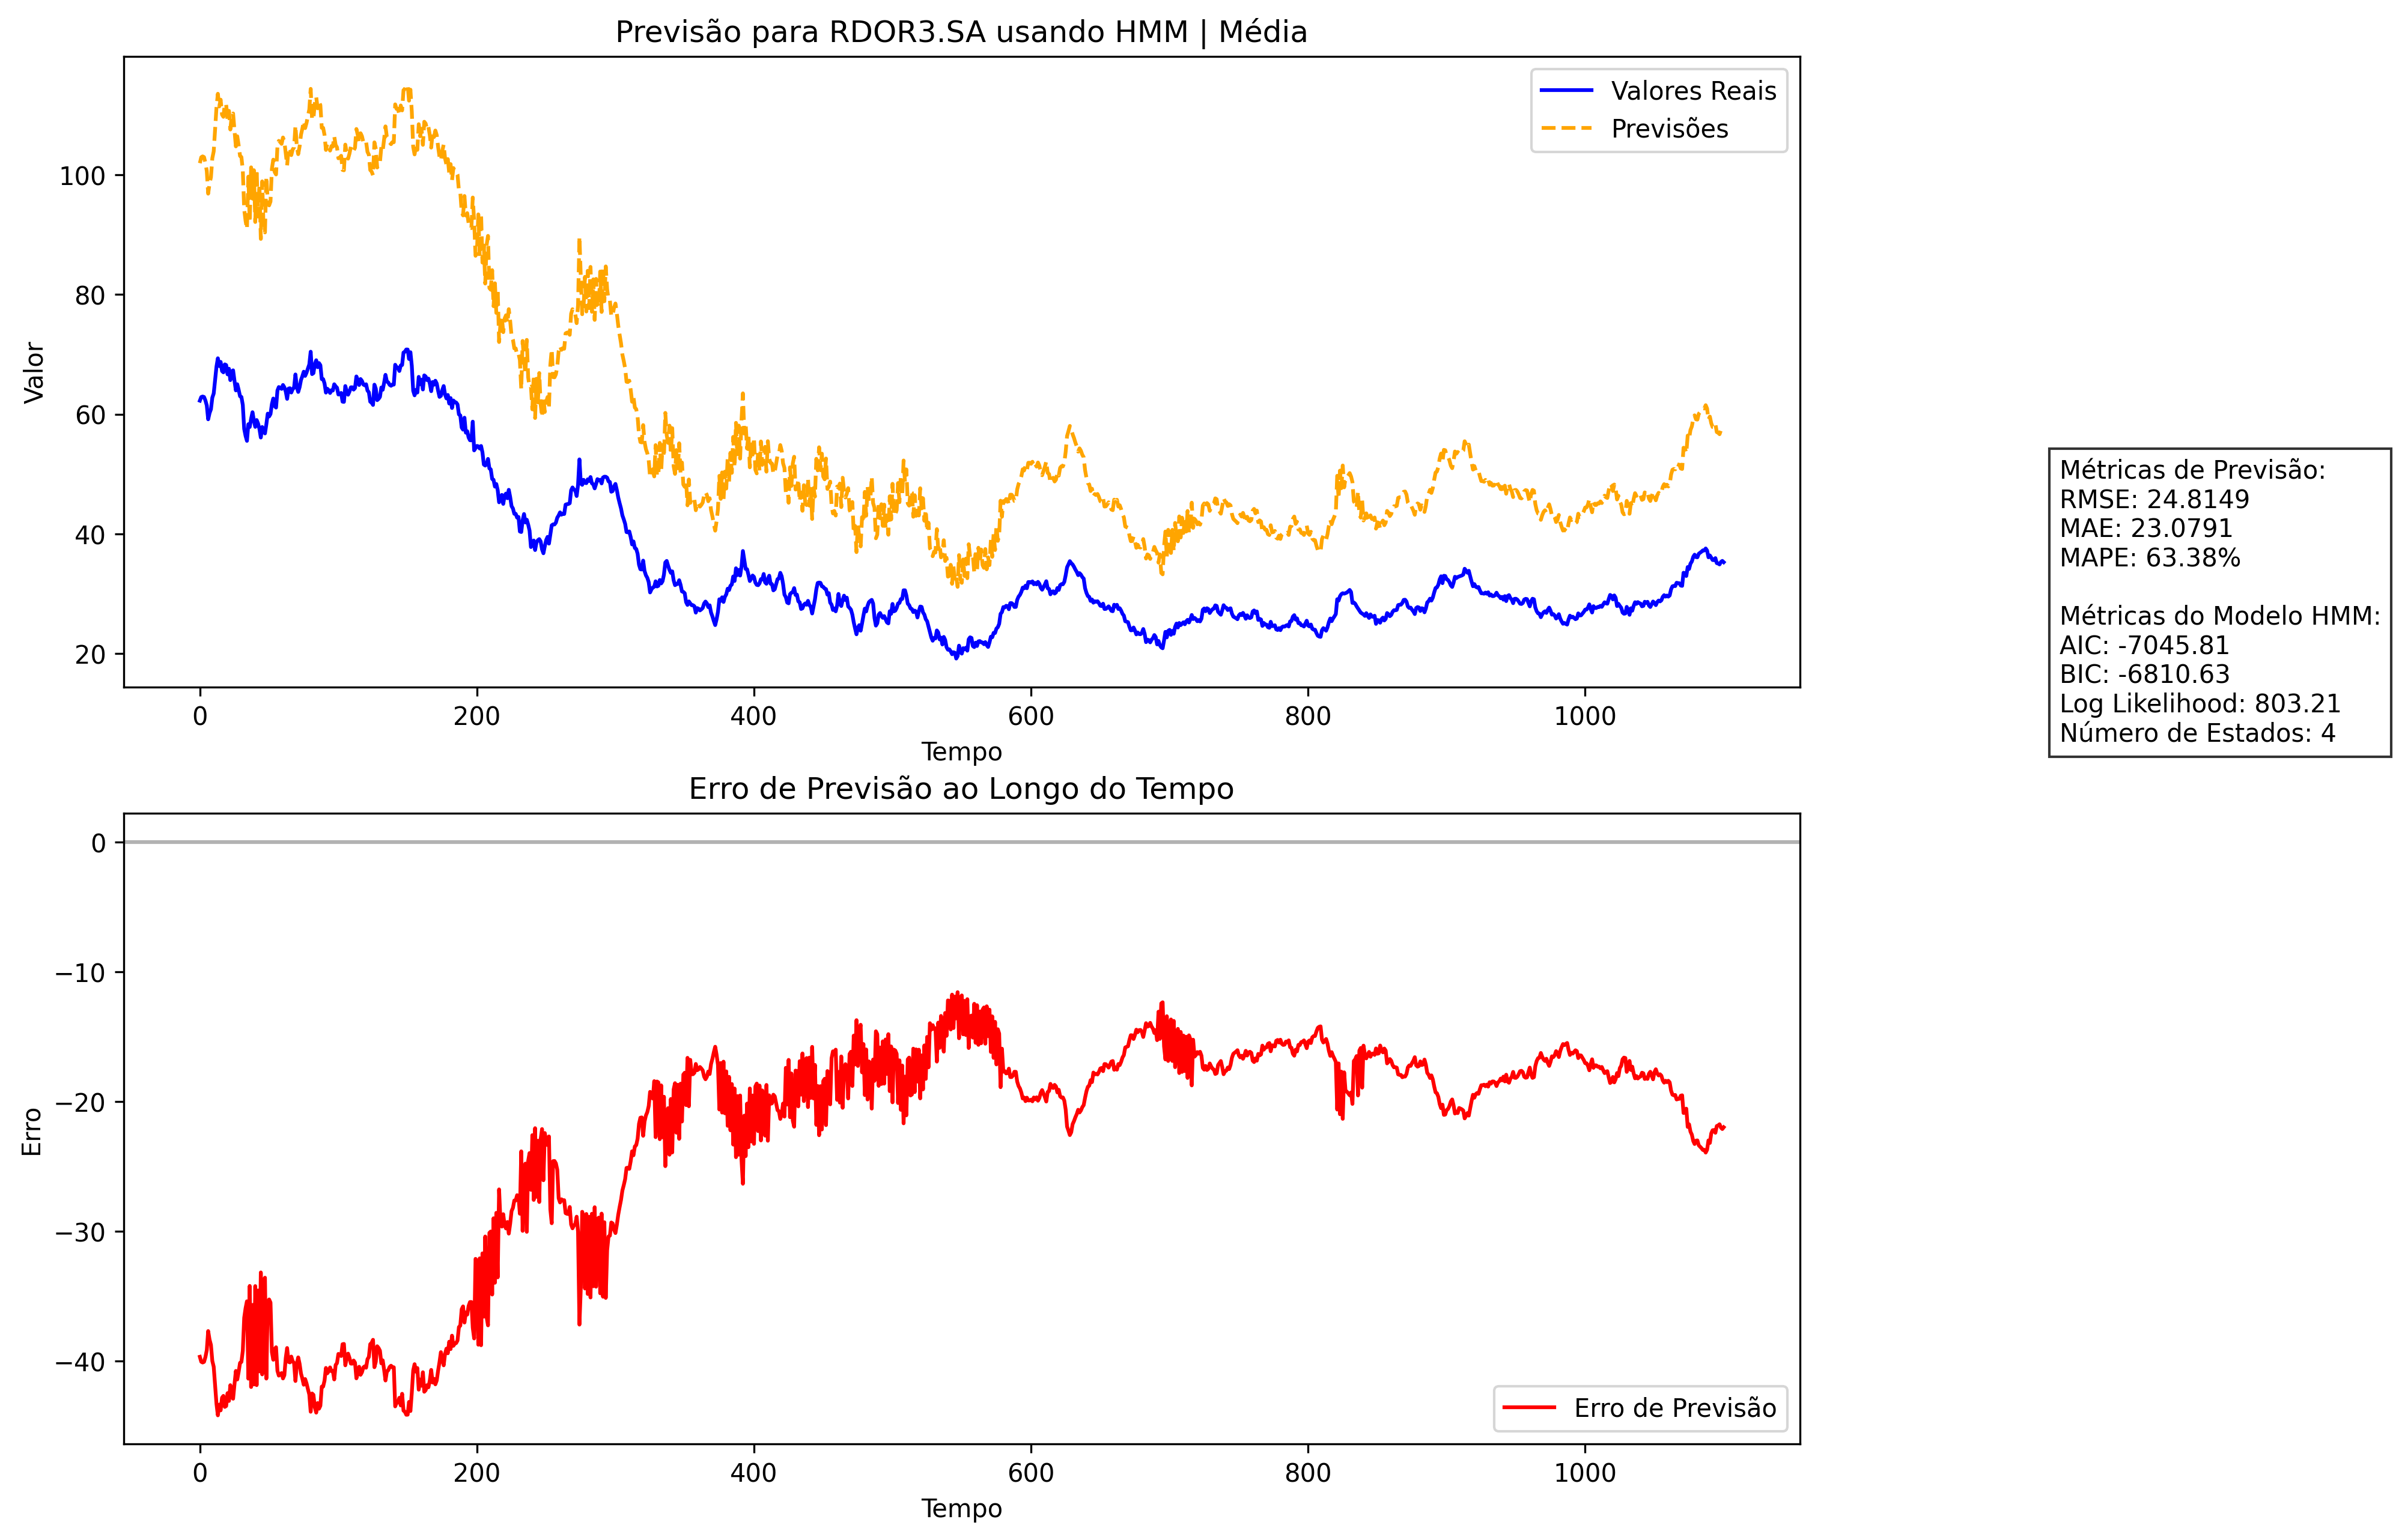 Previsão para RDOR3.SA usando HMM | Média
Valor
100
80
60
40
20
Valores Reais
Previsões
0 200 400 600 800 1000
Tempo
Métricas de Previsão:
RMSE: 24.8149
MAE: 23.0791
MAPE: 63.38%
Métricas do Modelo HMM:
AIC: -7045.81
BIC: -6810.63
Log Likelihood: 803.21
Número de Estados: 4
Erro de Previsão ao Longo do Tempo
Erro
0
−10
−20
−30
−40
Erro de Previsão
0 200 400 600 800 1000
Tempo